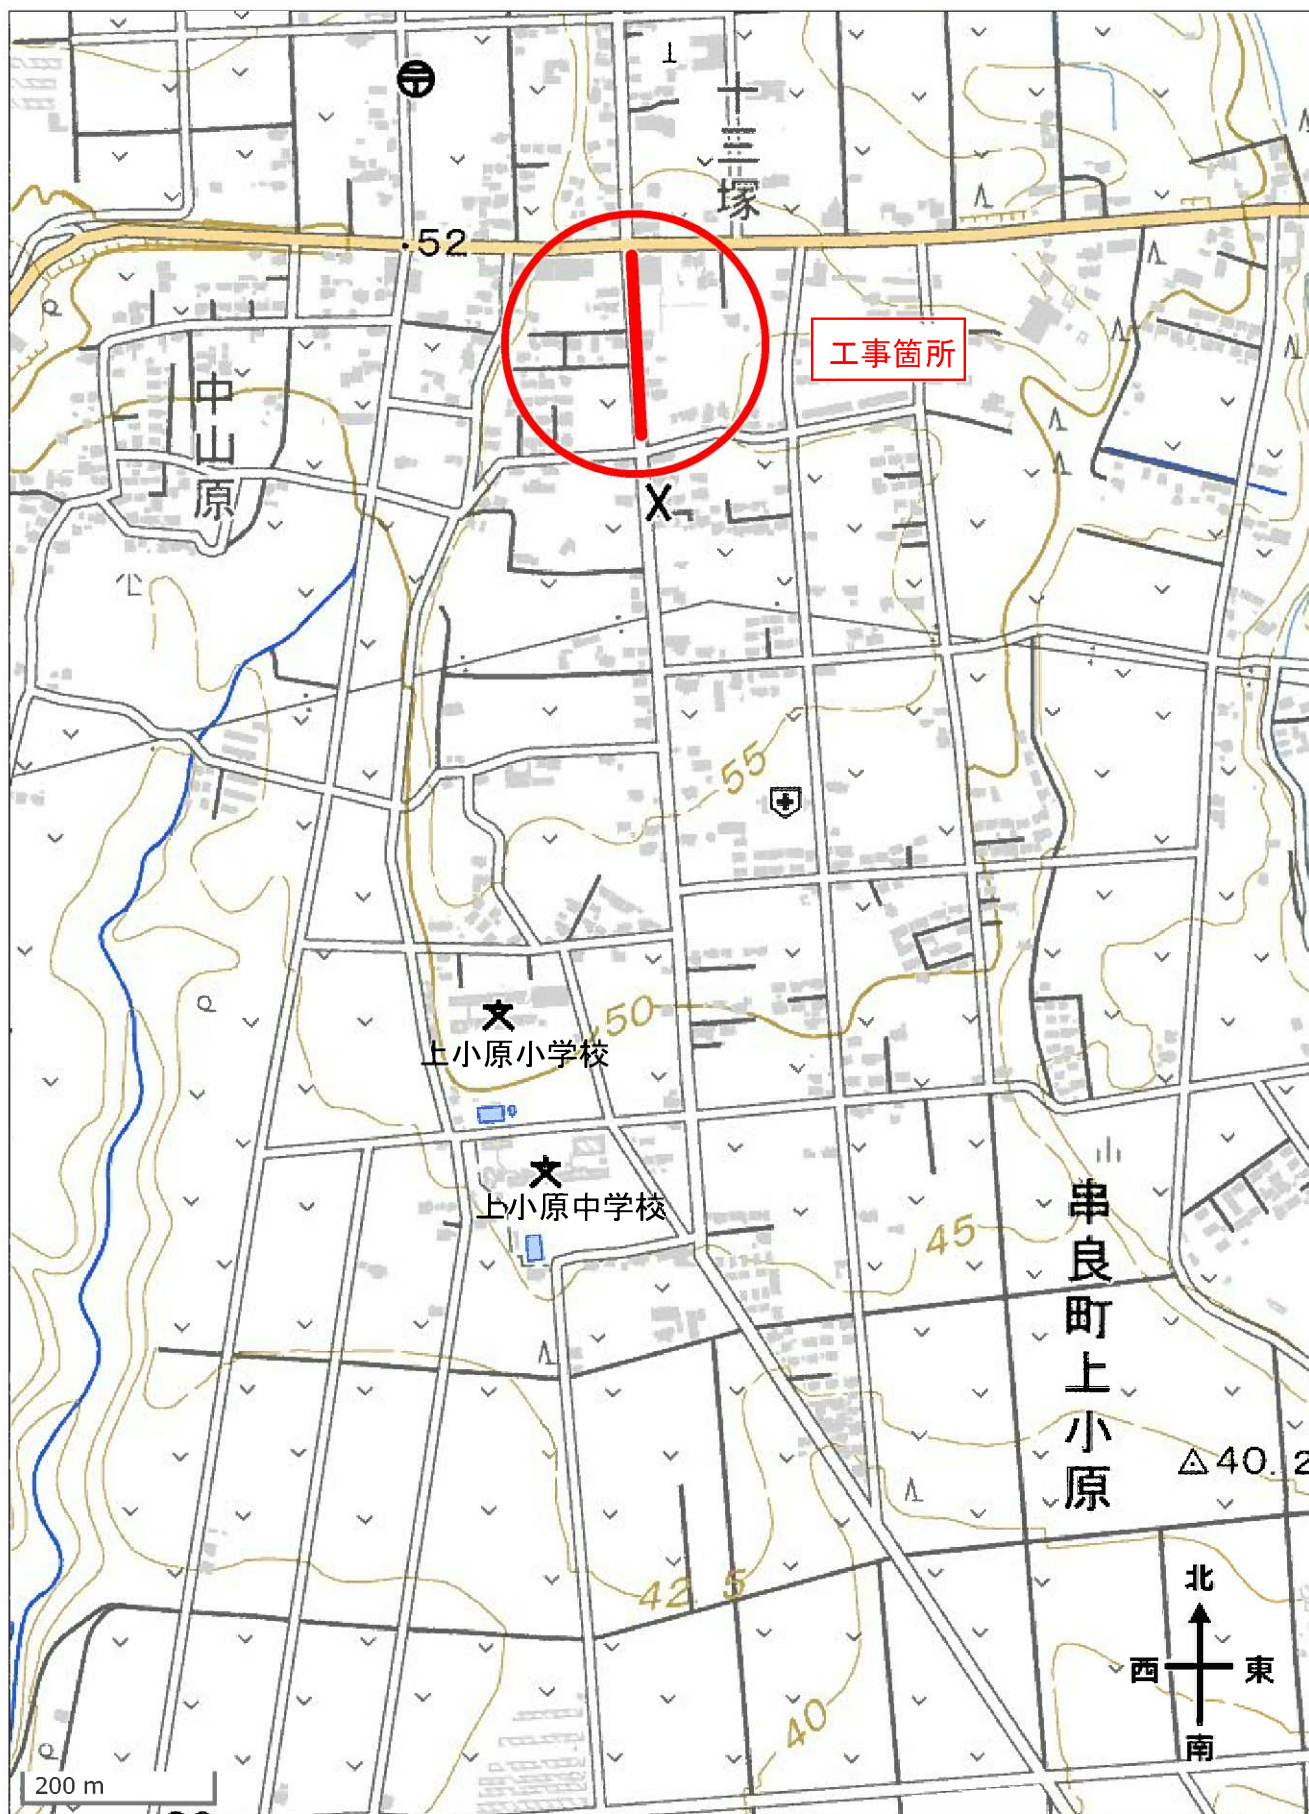 十三塚
52
工事箇所
中山原
55
50
上小原小学校
上小原中学校
45
串良町上小原
40.2
42.5
北
西
東
40
南
200 m